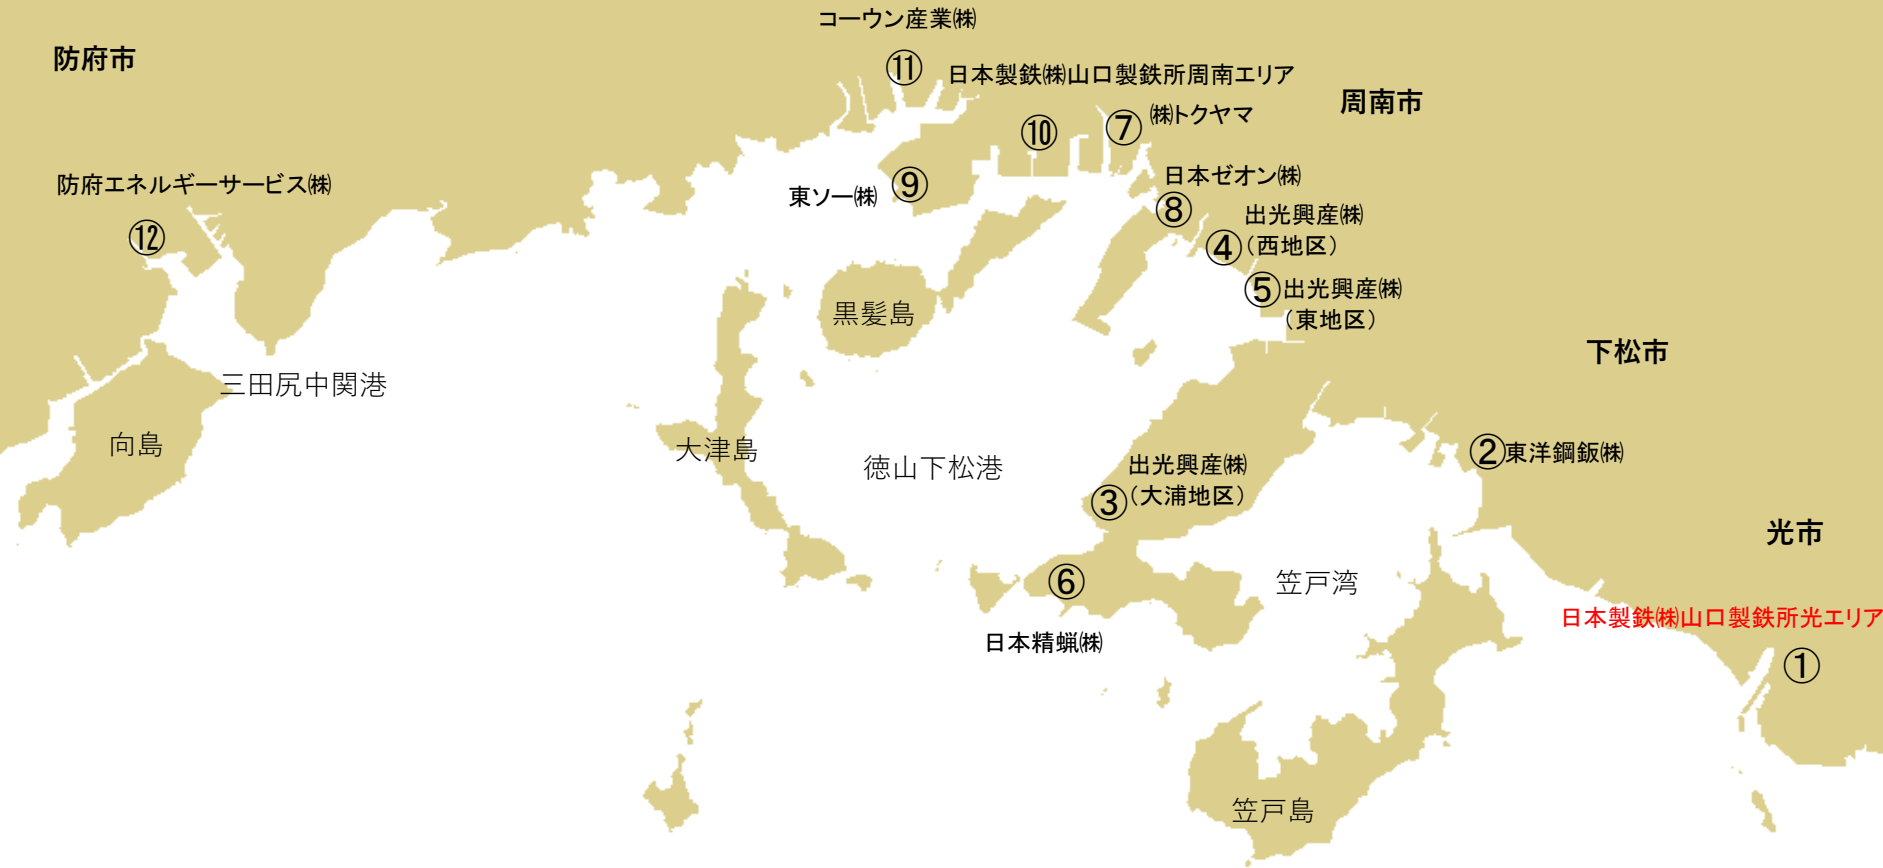 コーウン産業㈱
⑪
防府市
日本製鉄㈱山口製鉄所周南エリア
周南市
⑩
⑦
㈱トクヤマ
防府エネルギーサービス㈱
⑫
東ソー㈱
⑨
日本ゼオン㈱
⑧
出光興産㈱
④
（西地区）
⑤
出光興産㈱
（東地区）
黒髪島
下松市
三田尻中関港
向島
大津島
徳山下松港
出光興産㈱
③
（大浦地区）
②
東洋鋼鈑㈱
光市
⑥
笠戸湾
日本精蝋㈱
日本製鉄㈱山口製鉄所光エリア
①
笠戸島